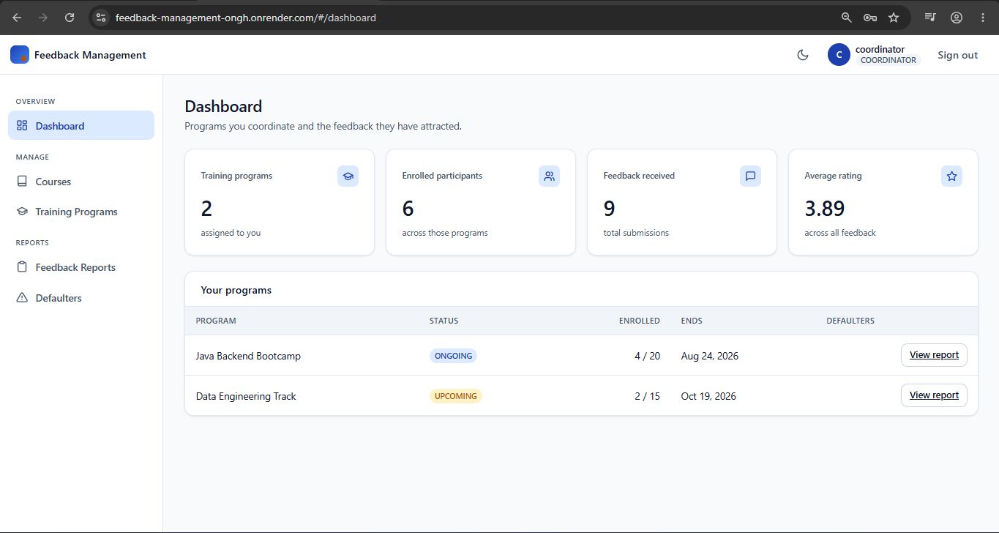 feedback-management-ongh.onrender.com/#/dashboard
Feedback Management
C
coordinator
COORDINATOR
Sign out
OVERVIEW
Dashboard
MANAGE
Courses
Training Programs
REPORTS
Feedback Reports
Defaulters
Dashboard
Programs you coordinate and the feedback they have attracted.
Training programs
2
assigned to you
Enrolled participants
6
across those programs
Feedback received
9
total submissions
Average rating
3.89
across all feedback
Your programs
PROGRAM STATUS ENROLLED ENDS DEFAULTERS
Java Backend Bootcamp ONGOING 4 / 20 Aug 24, 2026 View report
Data Engineering Track UPCOMING 2 / 15 Oct 19, 2026 View report